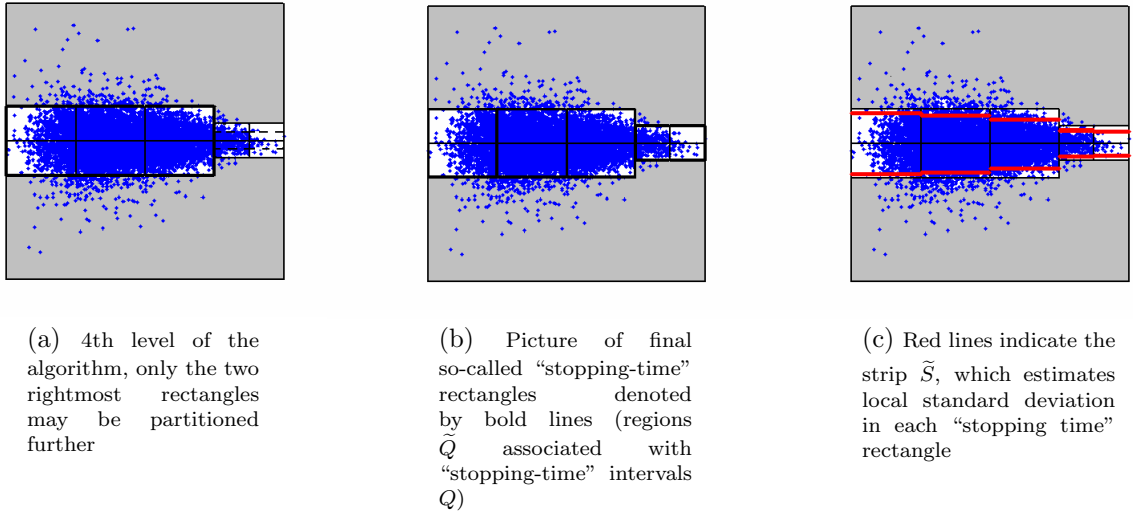 (a) 4th level of the
algorithm, only the two
rightmost rectangles
may be partitioned
further
(b) Picture of final
so-called “stopping-time”
rectangles denoted
by bold lines (regions
Q̃ associated with
“stopping-time” intervals
Q)
(c) Red lines indicate the
strip S̃, which estimates
local standard deviation
in each “stopping time”
rectangle